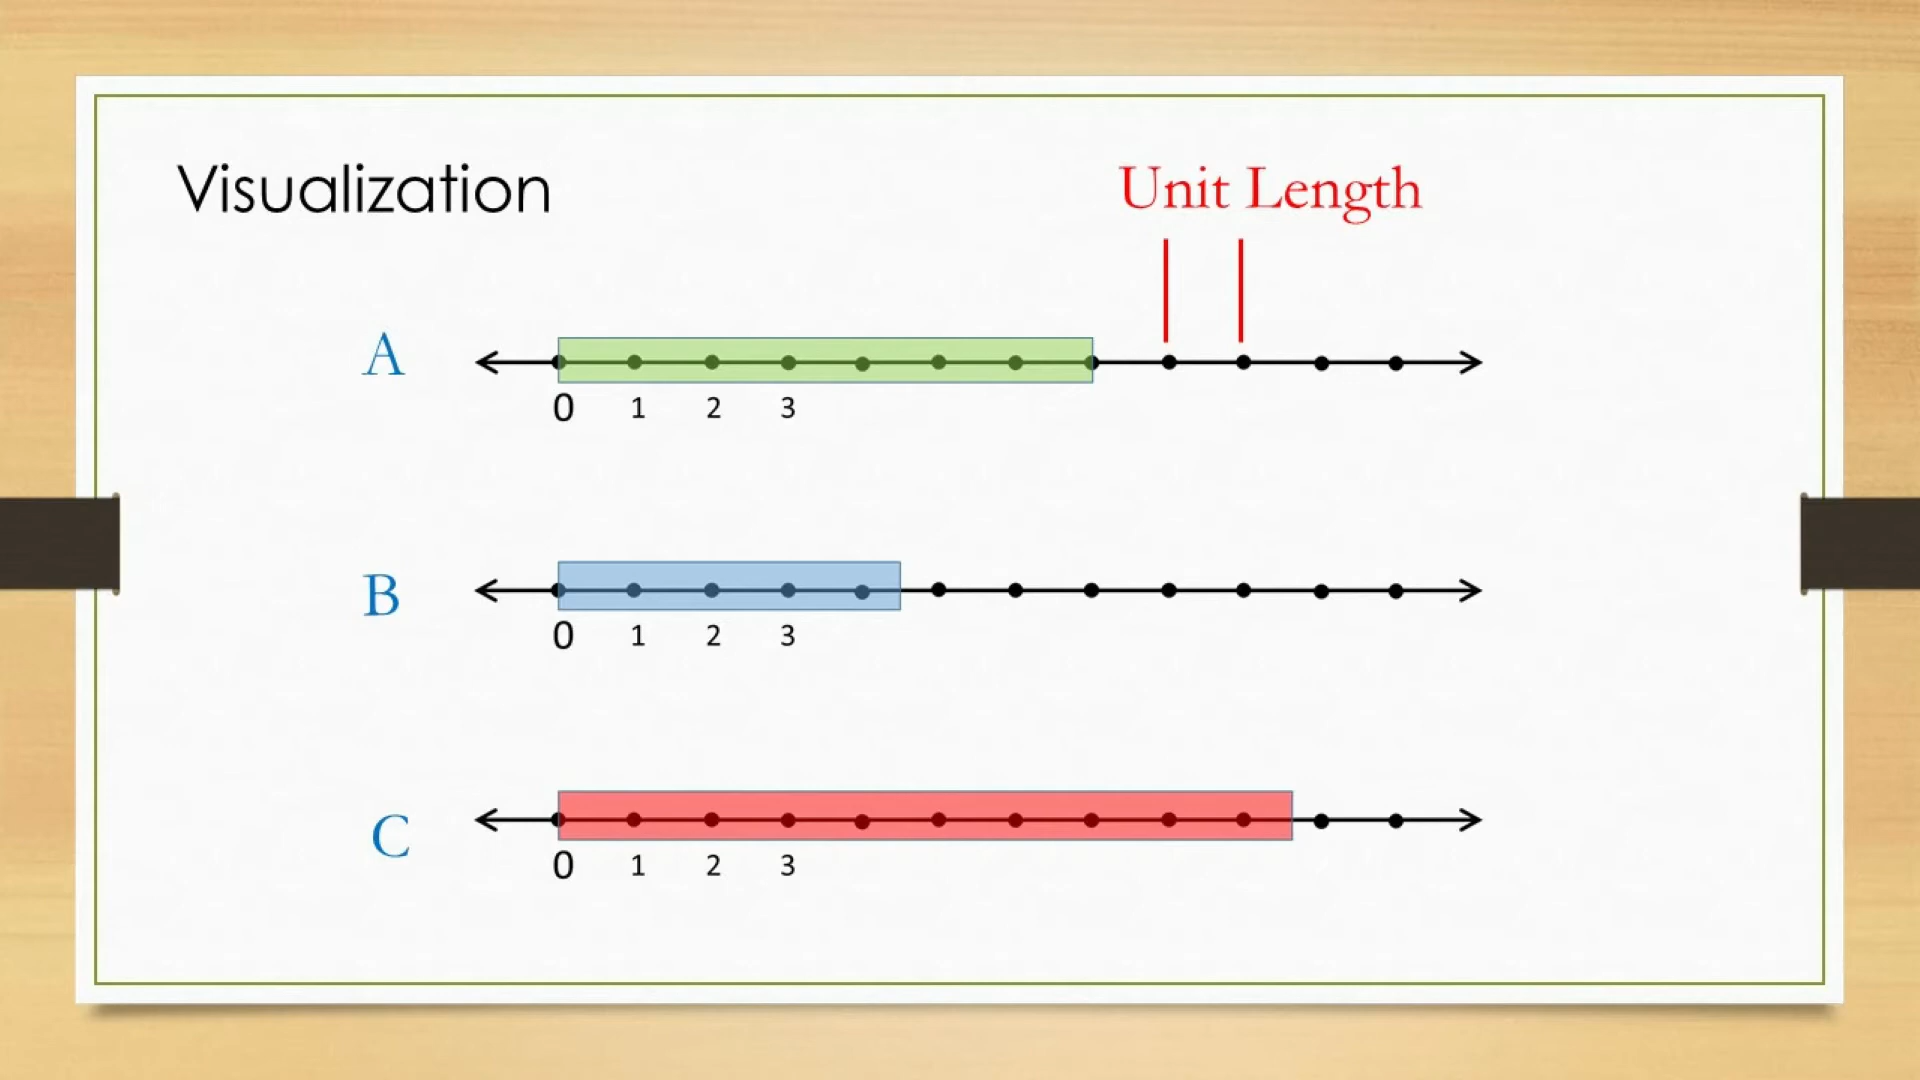 Visualization
Unit Length
A
0 1 2 3
B
0 1 2 3
C
0 1 2 3